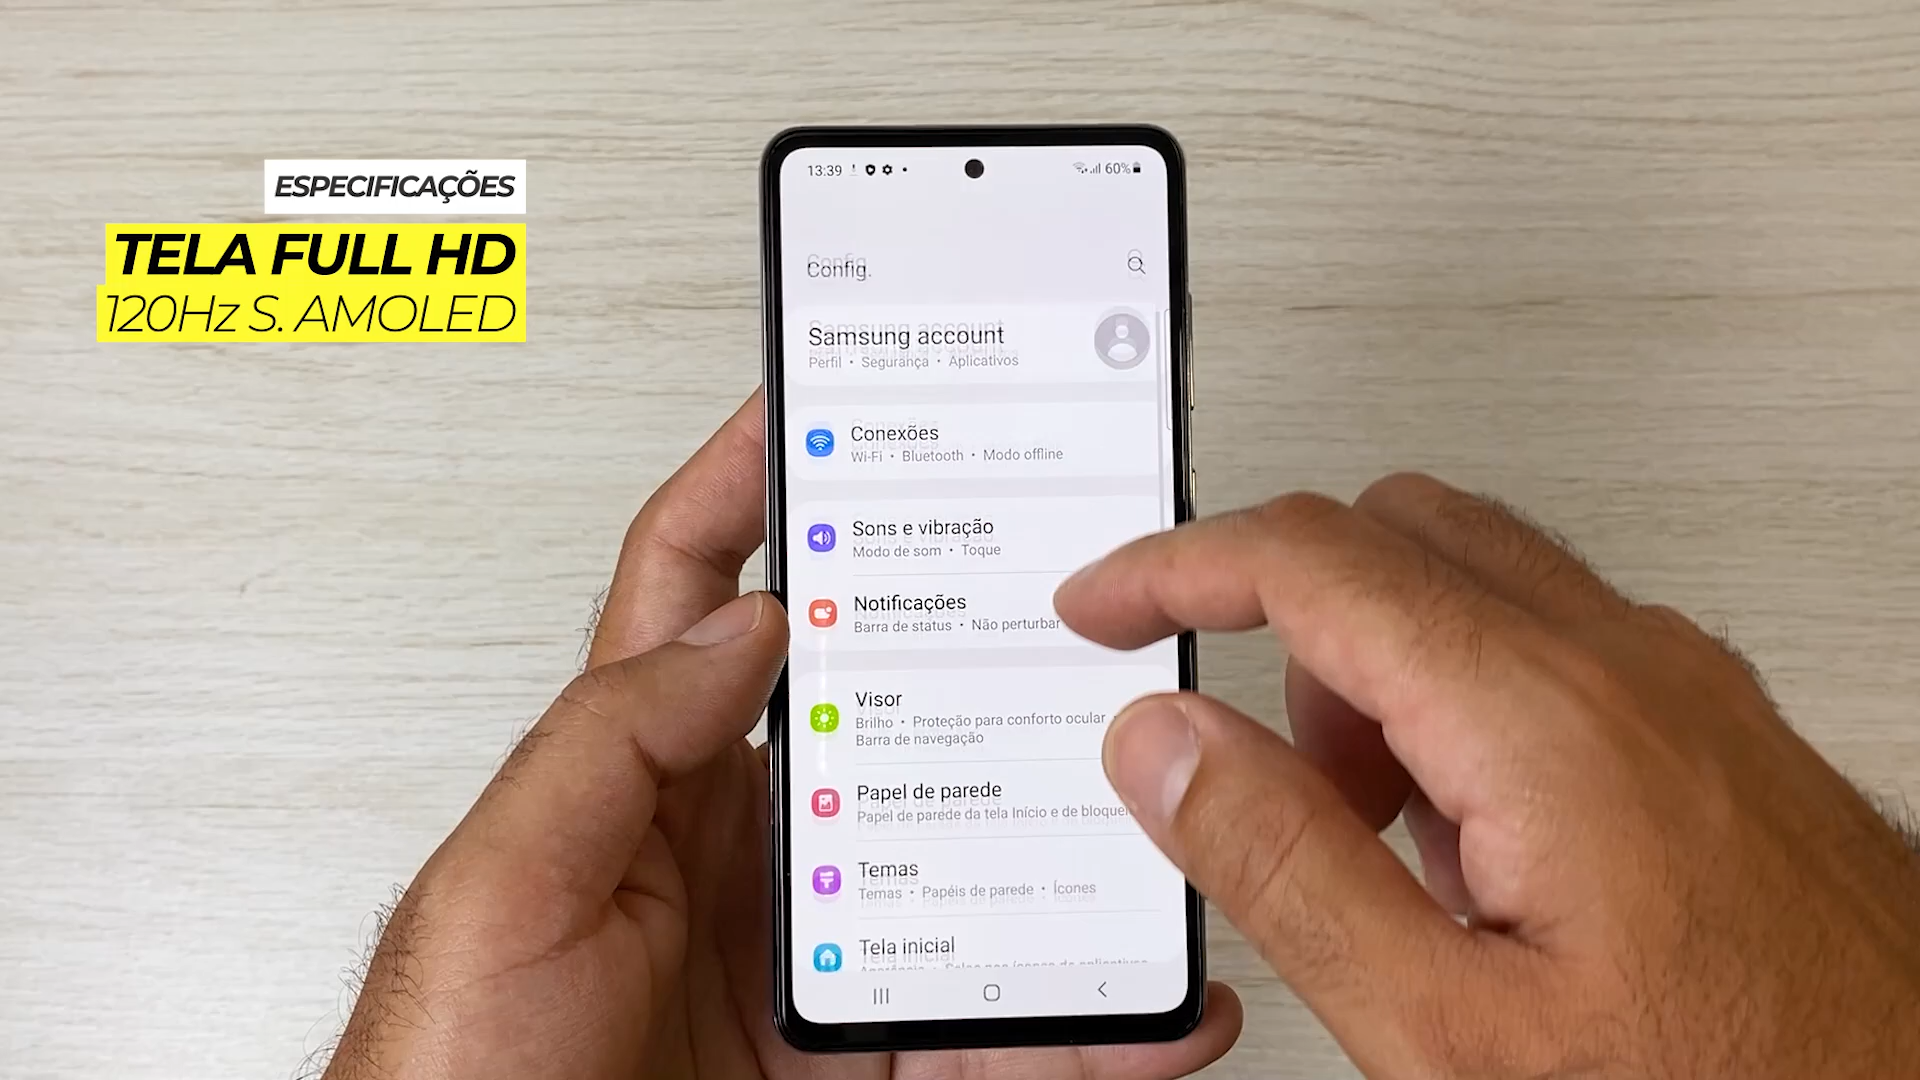 ESPECIFICAÇÕES
TELA FULL HD
120Hz S. AMOLED
13:39
60%
Config.
Samsung account
Perfil • Segurança • Aplicativos
Conexões
Wi-Fi • Bluetooth • Modo offline
Sons e vibração
Modo de som • Toque
Notificações
Barra de status • Não perturbar
Visor
Brilho • Proteção para conforto ocular
Barra de navegação
Papel de parede
Papel de parede da tela Início e de
Temas
Temas • Papéis de parede • Ícones
Tela inicial